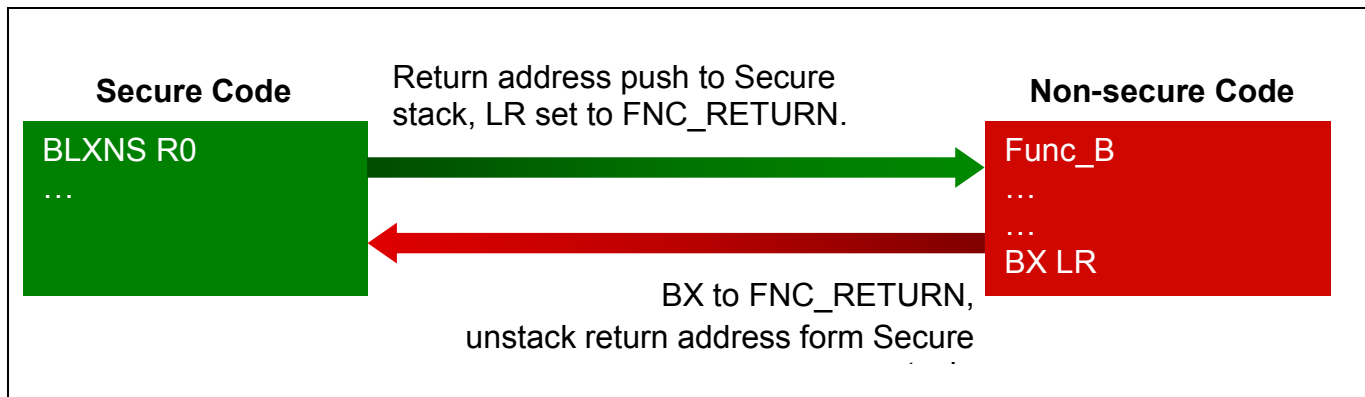 Secure Code
Return address push to Secure
stack, LR set to FNC_RETURN.
Non-secure Code
BLXNS R0
…
Func_B
…
…
BX LR
BX to FNC_RETURN,
unstack return address form Secure